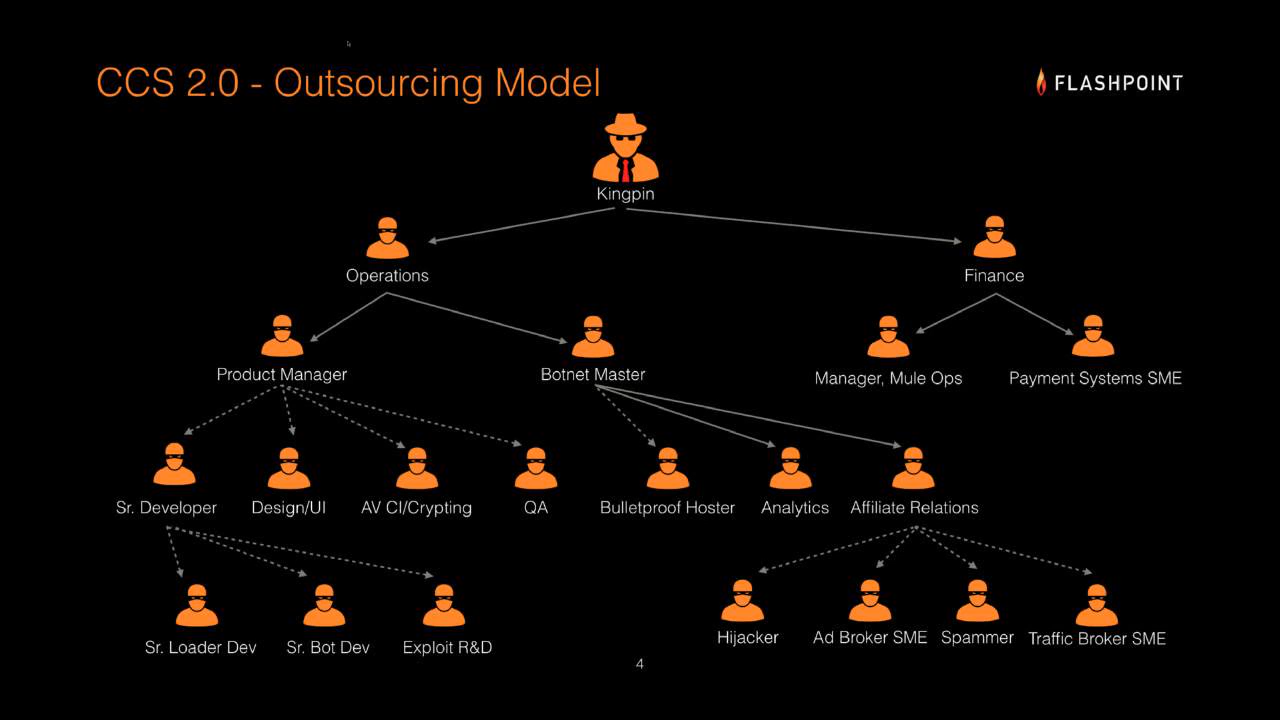 CCS 2.0 - Outsourcing Model
FLASHPOINT
Kingpin
Operations
Finance
Product Manager
Botnet Master
Manager, Mule Ops
Payment Systems SME
Sr. Developer
Design/UI
AV CI/Crypting
QA
Bulletproof Hoster
Analytics
Affiliate Relations
Sr. Loader Dev
Sr. Bot Dev
Exploit R&D
Hijacker
Ad Broker SME
Spammer
Traffic Broker SME
4